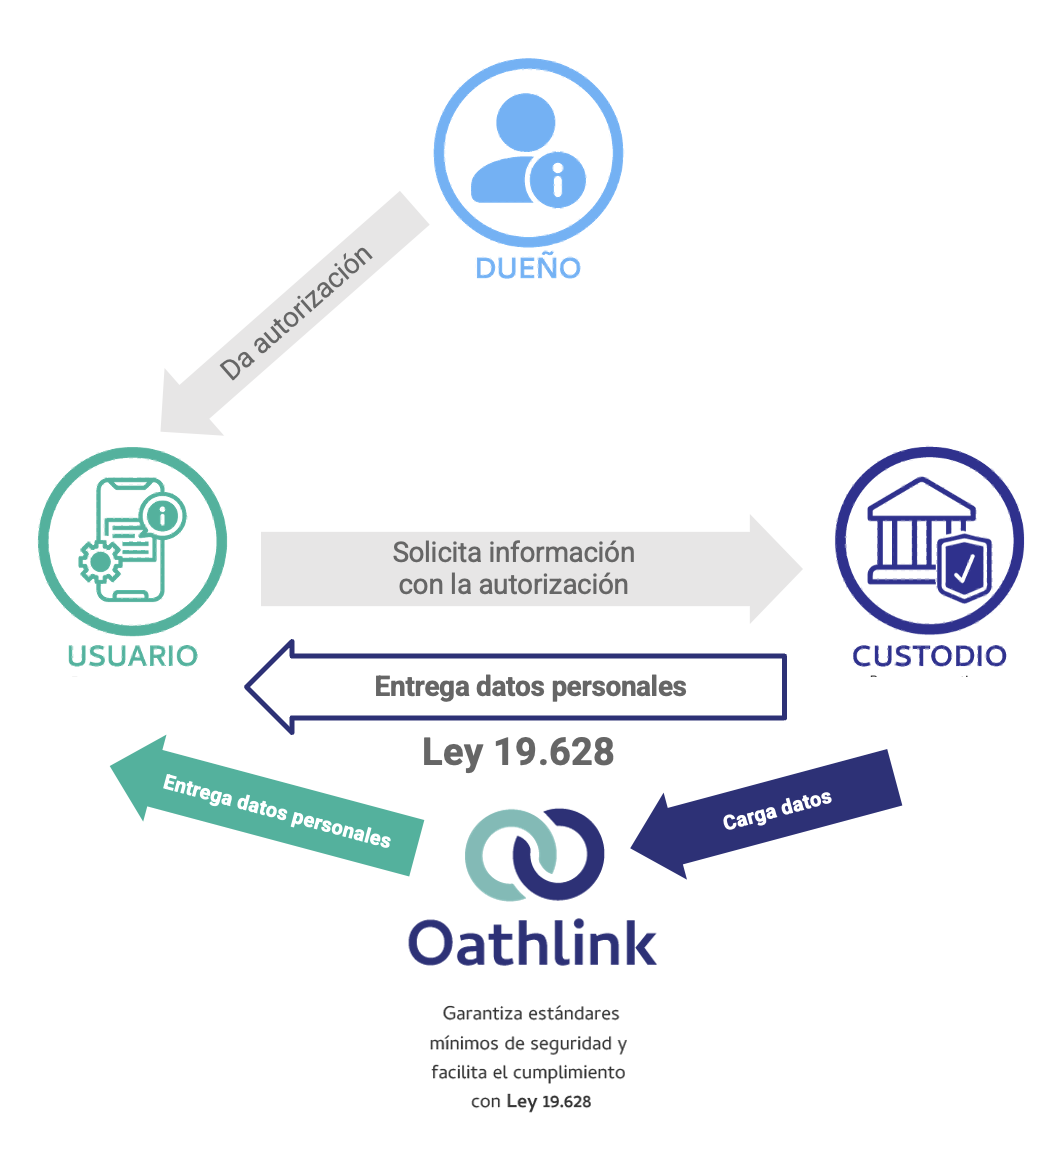 DUEÑO
Da autorización
Solicita información
con la autorización
USUARIO
CUSTODIO
Entrega datos personales
Ley 19.628
Entrega datos personales
Carga datos
Oathlink
Garantiza estándares
mínimos de seguridad y
facilita el cumplimiento
con Ley 19.628